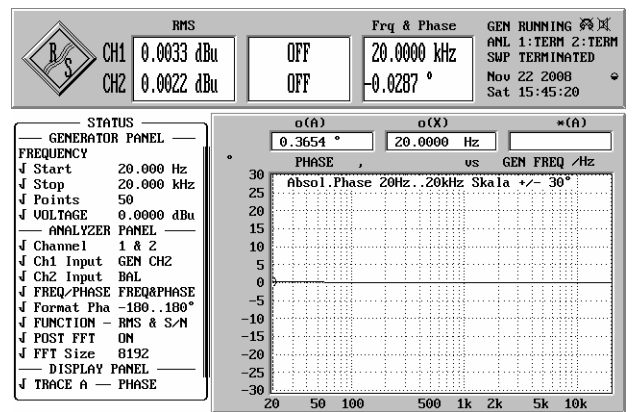 RMS Frq & Phase GEN RUNNING
ANL 1:TERM 2:TERM
SWP TERMINATED
R S CH1 0.0033 dBu OFF 20.0000 kHz
CH2 0.0022 dBu OFF -0.0287 °
Nov 22 2008
Sat 15:45:20
STATUS
GENERATOR PANEL
FREQUENCY
Start 20.000 Hz
Stop 20.000 kHz
Points 50
VOLTAGE 0.0000 dBu
ANALYZER PANEL
Channel 1 & 2
Ch1 Input GEN CH2
Ch2 Input BAL
FREQ/PHASE FREQ&PHASE
Format Pha -180..180°
FUNCTION - RMS & S/N
POST FFT ON
FFT Size 8192
DISPLAY PANEL
TRACE A — PHASE
o(A) o(X) *(A)
0.3654 ° 20.0000 Hz
° PHASE , vs GEN FREQ /Hz
Absol.Phase 20Hz..20kHz Skala +/- 30°
30
25
20
15
10
5
0
-5
-10
-15
-20
-25
-30
20 50 100 500 1k 2k 5k 10k